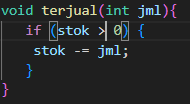 void terjual(int jml){
if (stok > 0) {
stok -= jml;
}
}